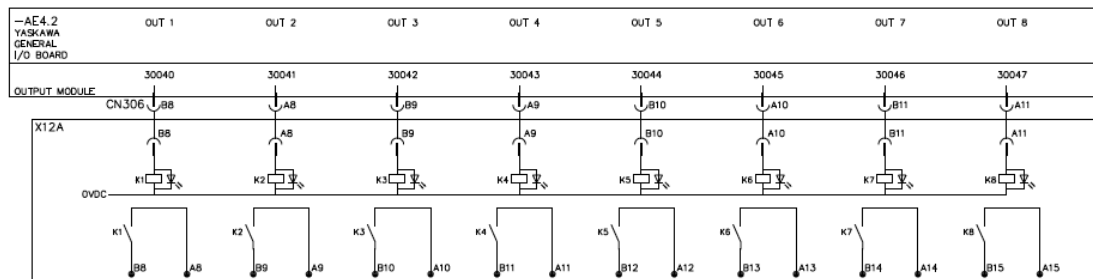 -AE4.2 OUT 1 OUT 2 OUT 3 OUT 4 OUT 5 OUT 6 OUT 7 OUT 8
YASKAWA
GENERAL
I/O BOARD
30040 30041 30042 30043 30044 30045 30046 30047
OUTPUT MODULE
CN306 B8 A8 B9 A9 B10 A10 B11 A11
X12A
B8 A8 B9 A9 B10 A10 B11 A11
K1 K2 K3 K4 K5 K6 K7 K8
0VDC
K1 K2 K3 K4 K5 K6 K7 K8
B8 A8 B9 A9 B10 A10 B11 A11 B12 A12 B13 A13 B14 A14 B15 A15